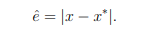 ê = |x − x*|.